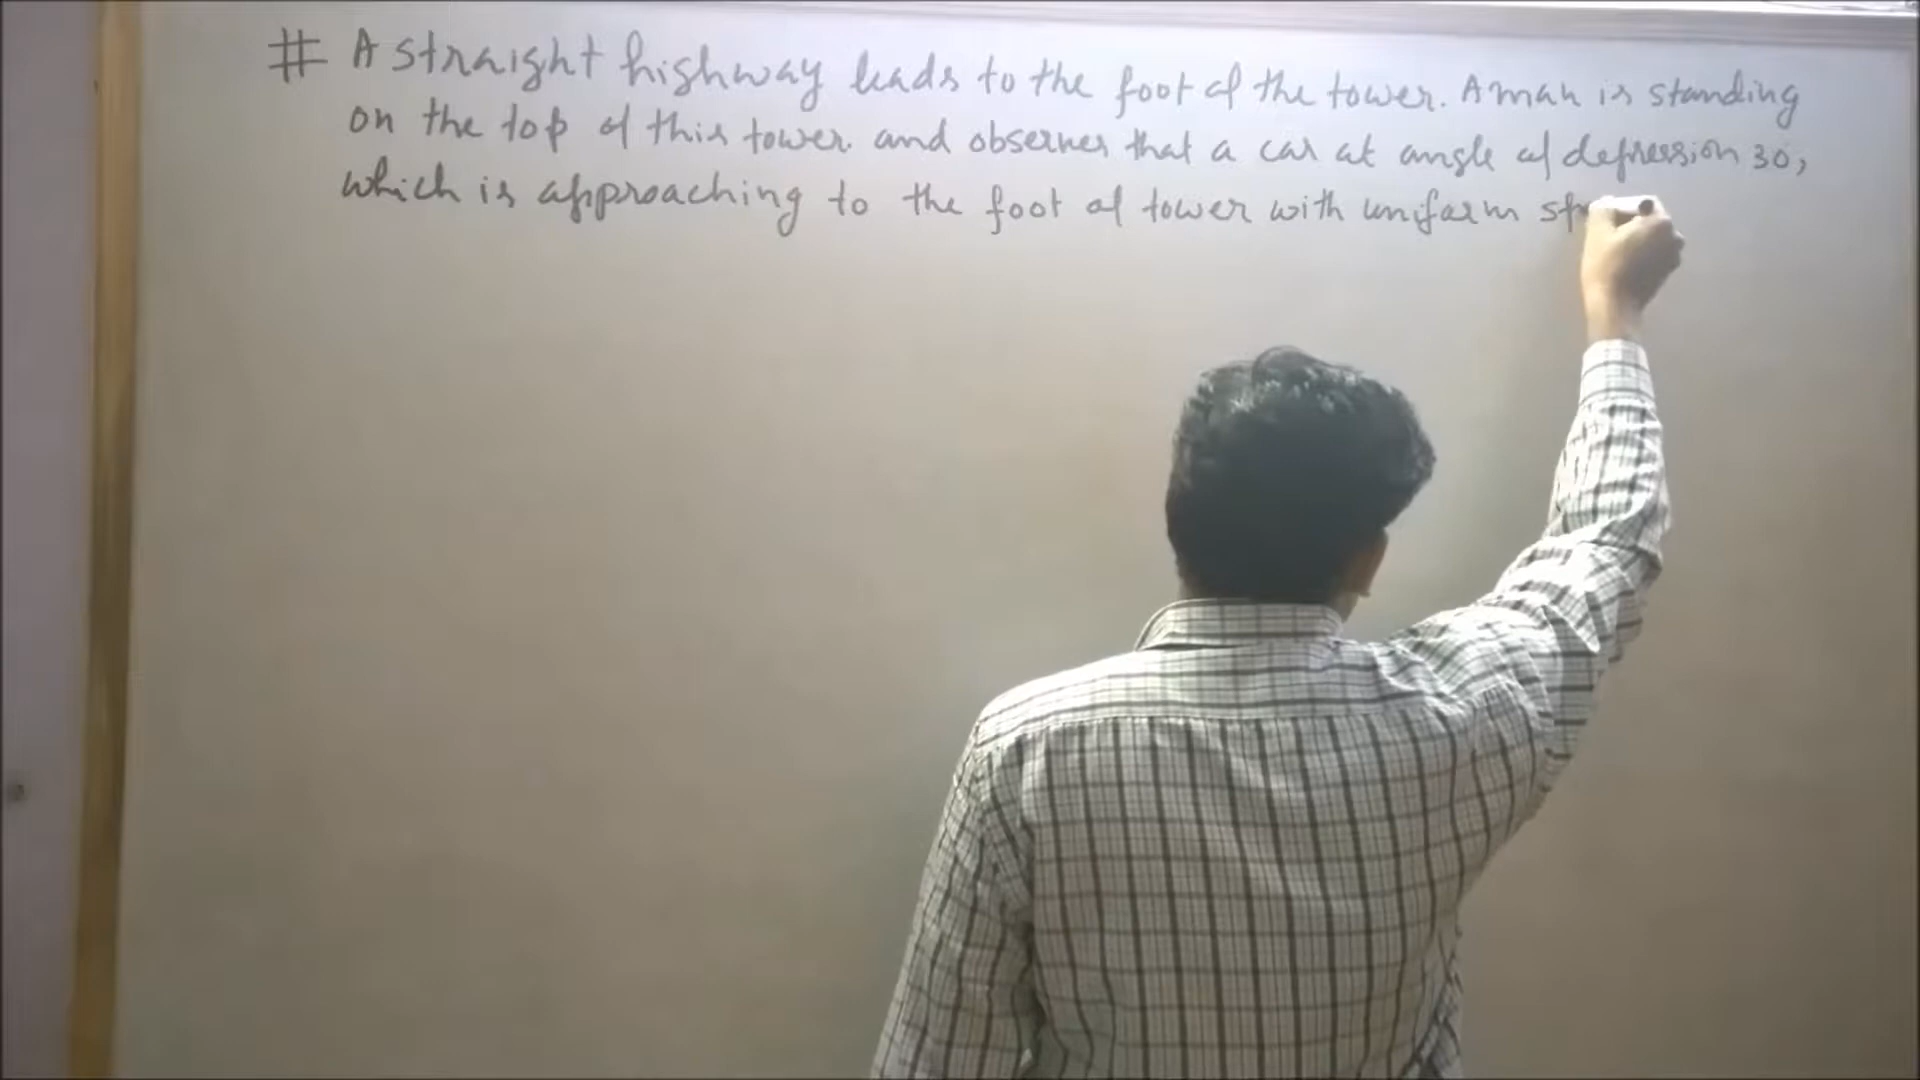 # A straight highway leads to the foot of the tower. A man is standing
on the top of this tower. and observes that a car at angle of depression 30,
which is approaching to the foot of tower with uniform